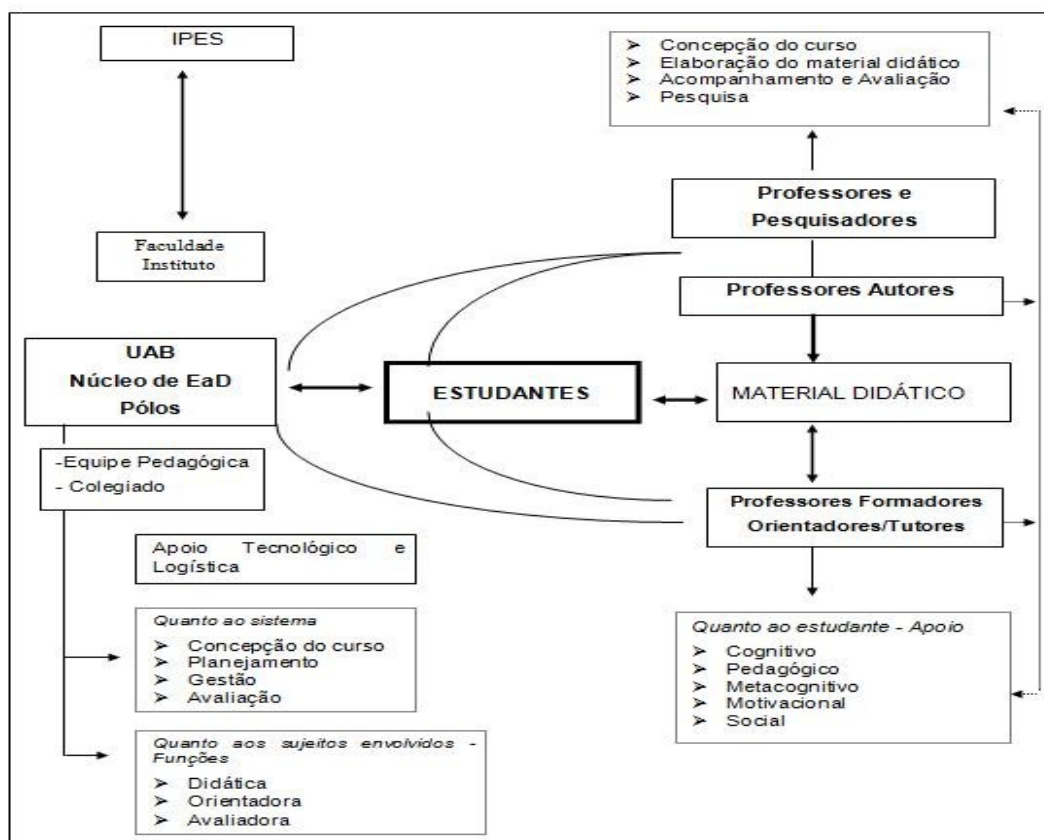 IPES
Faculdade
Instituto
➢ Concepção do curso
➢ Elaboração do material didático
➢ Acompanhamento e Avaliação
➢ Pesquisa
Professores e
Pesquisadores
Professores Autores
UAB
Núcleo de EaD
Pólos
ESTUDANTES
MATERIAL DIDÁTICO
-Equipe Pedagógica
- Colegiado
Professores Formadores
Orientadores/Tutores
Apoio Tecnológico e
Logística
Quanto ao sistema
➢ Concepção do curso
➢ Planejamento
➢ Gestão
➢ Avaliação
Quanto ao estudante - Apoio
➢ Cognitivo
➢ Pedagógico
➢ Metacognitivo
➢ Motivacional
➢ Social
Quanto aos sujeitos envolvidos -
Funções
➢ Didática
➢ Orientadora
➢ Avaliadora